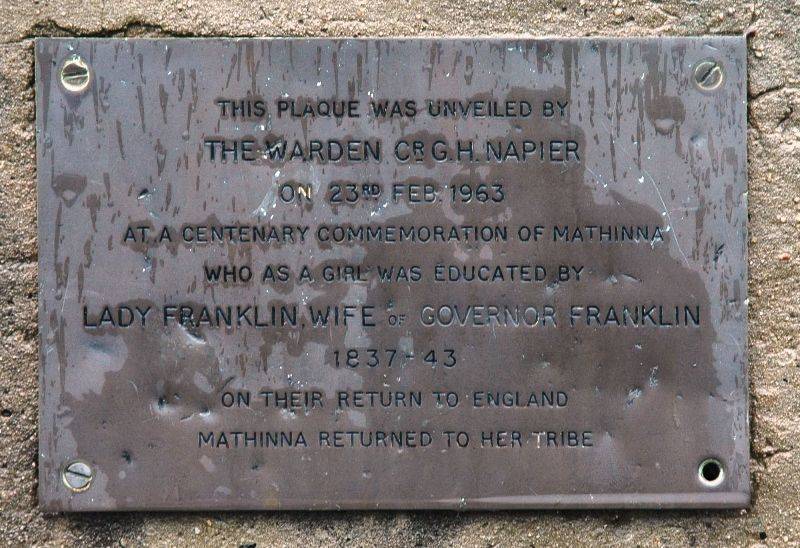 THIS PLAQUE WAS UNVEILED BY
THE WARDEN CR G.H. NAPIER
ON 23RD FEB. 1963
AT A CENTENARY COMMEMORATION OF MATHINNA
WHO AS A GIRL WAS EDUCATED BY
LADY FRANKLIN, WIFE OF GOVERNOR FRANKLIN
1837-43
ON THEIR RETURN TO ENGLAND
MATHINNA RETURNED TO HER TRIBE